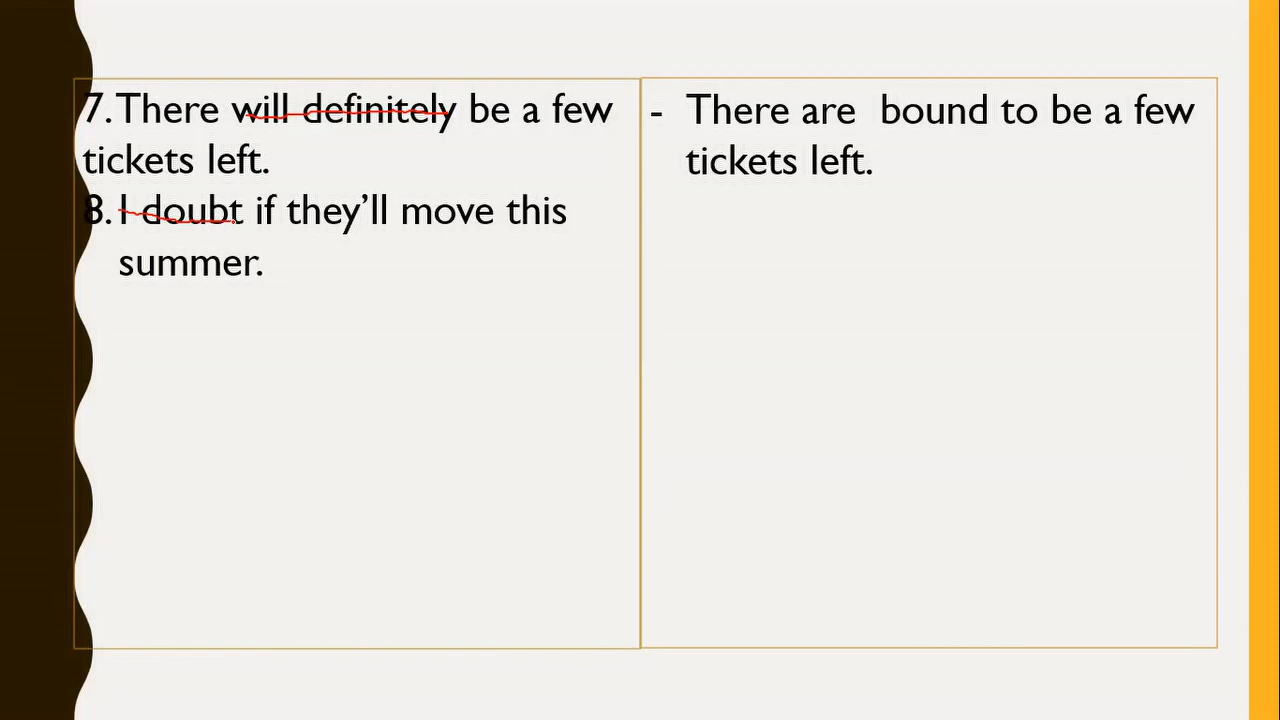 7. There will definitely be a few
tickets left.
8. I doubt if they'll move this
summer.
- There are bound to be a few
tickets left.